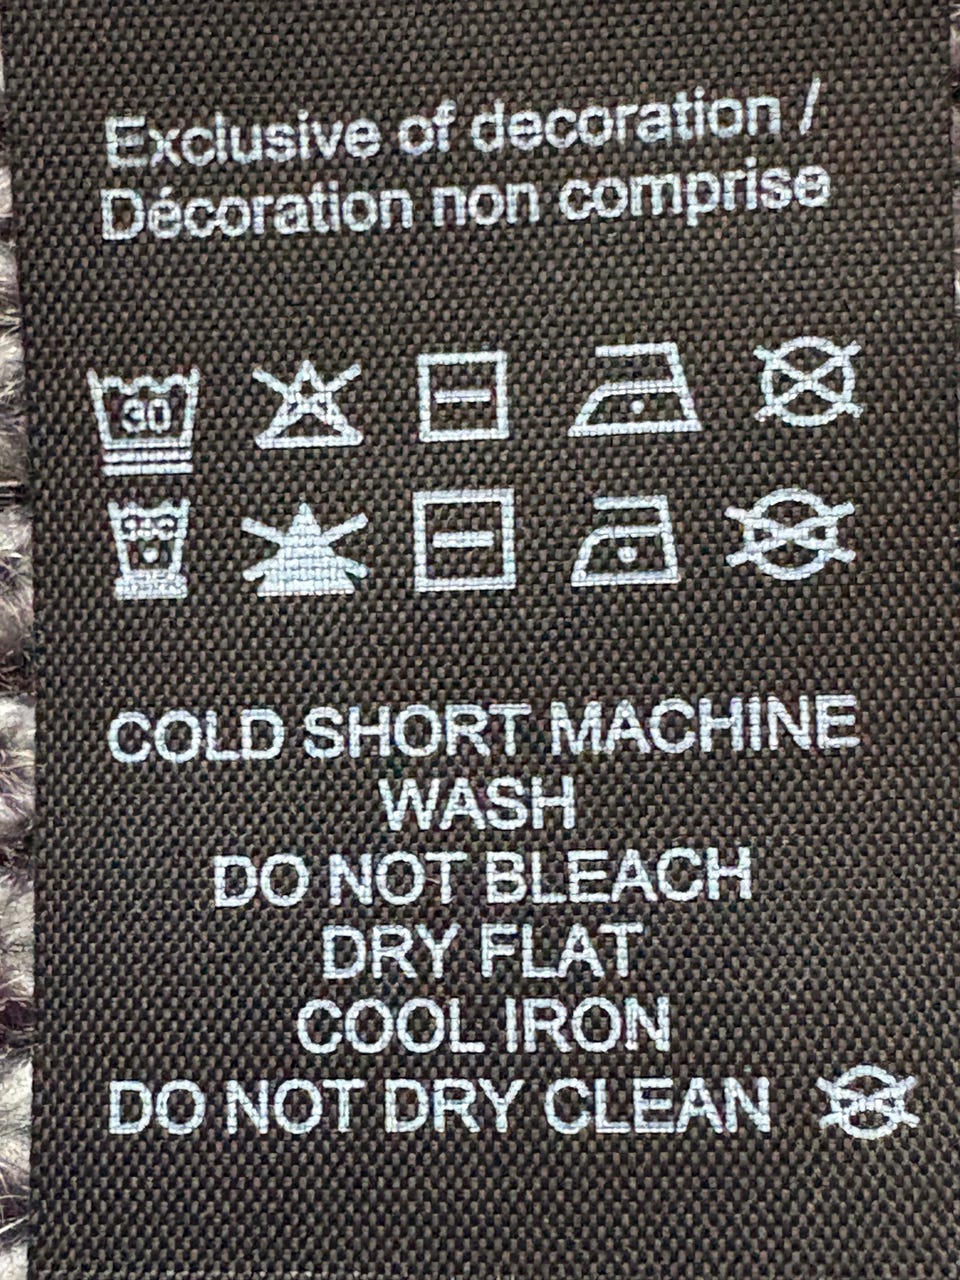 Exclusive of decoration /
Décoration non comprise
30
COLD SHORT MACHINE
WASH
DO NOT BLEACH
DRY FLAT
COOL IRON
DO NOT DRY CLEAN